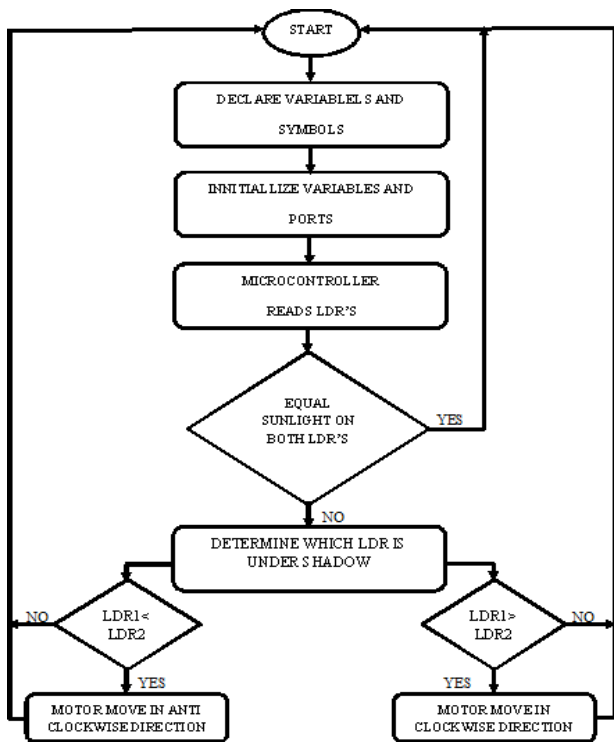 START
DECLARE VARIABLELS AND
SYMBOLS
INNITIALLIZE VARIABLES AND
PORTS
MICROCONTROLLER
READS LDR'S
EQUAL
SUNLIGHT ON
BOTH LDR'S
YES
NO
DETERMINE WHICH LDR IS
UNDER SHADOW
NO
LDR1<
LDR2
LDR1>
LDR2
NO
YES
YES
MOTOR MOVE IN ANTI
CLOCKWISE DIRECTION
MOTOR MOVE IN
CLOCKWISE DIRECTION